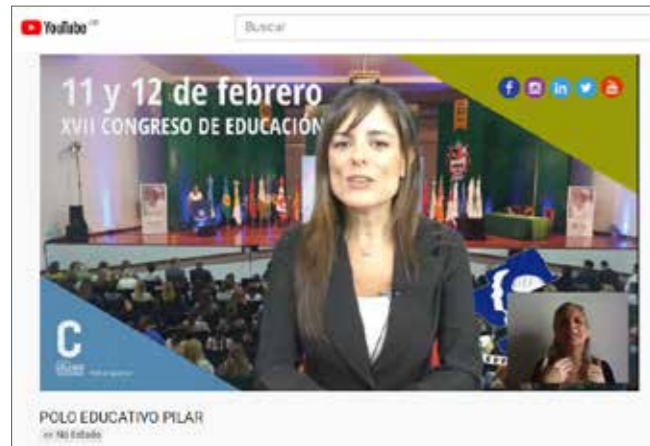 YouTube
Buscar
11 y 12 de febrero
XVII CONGRESO DE EDUCACIÓN
C
POLO EDUCATIVO PILAR
No listado